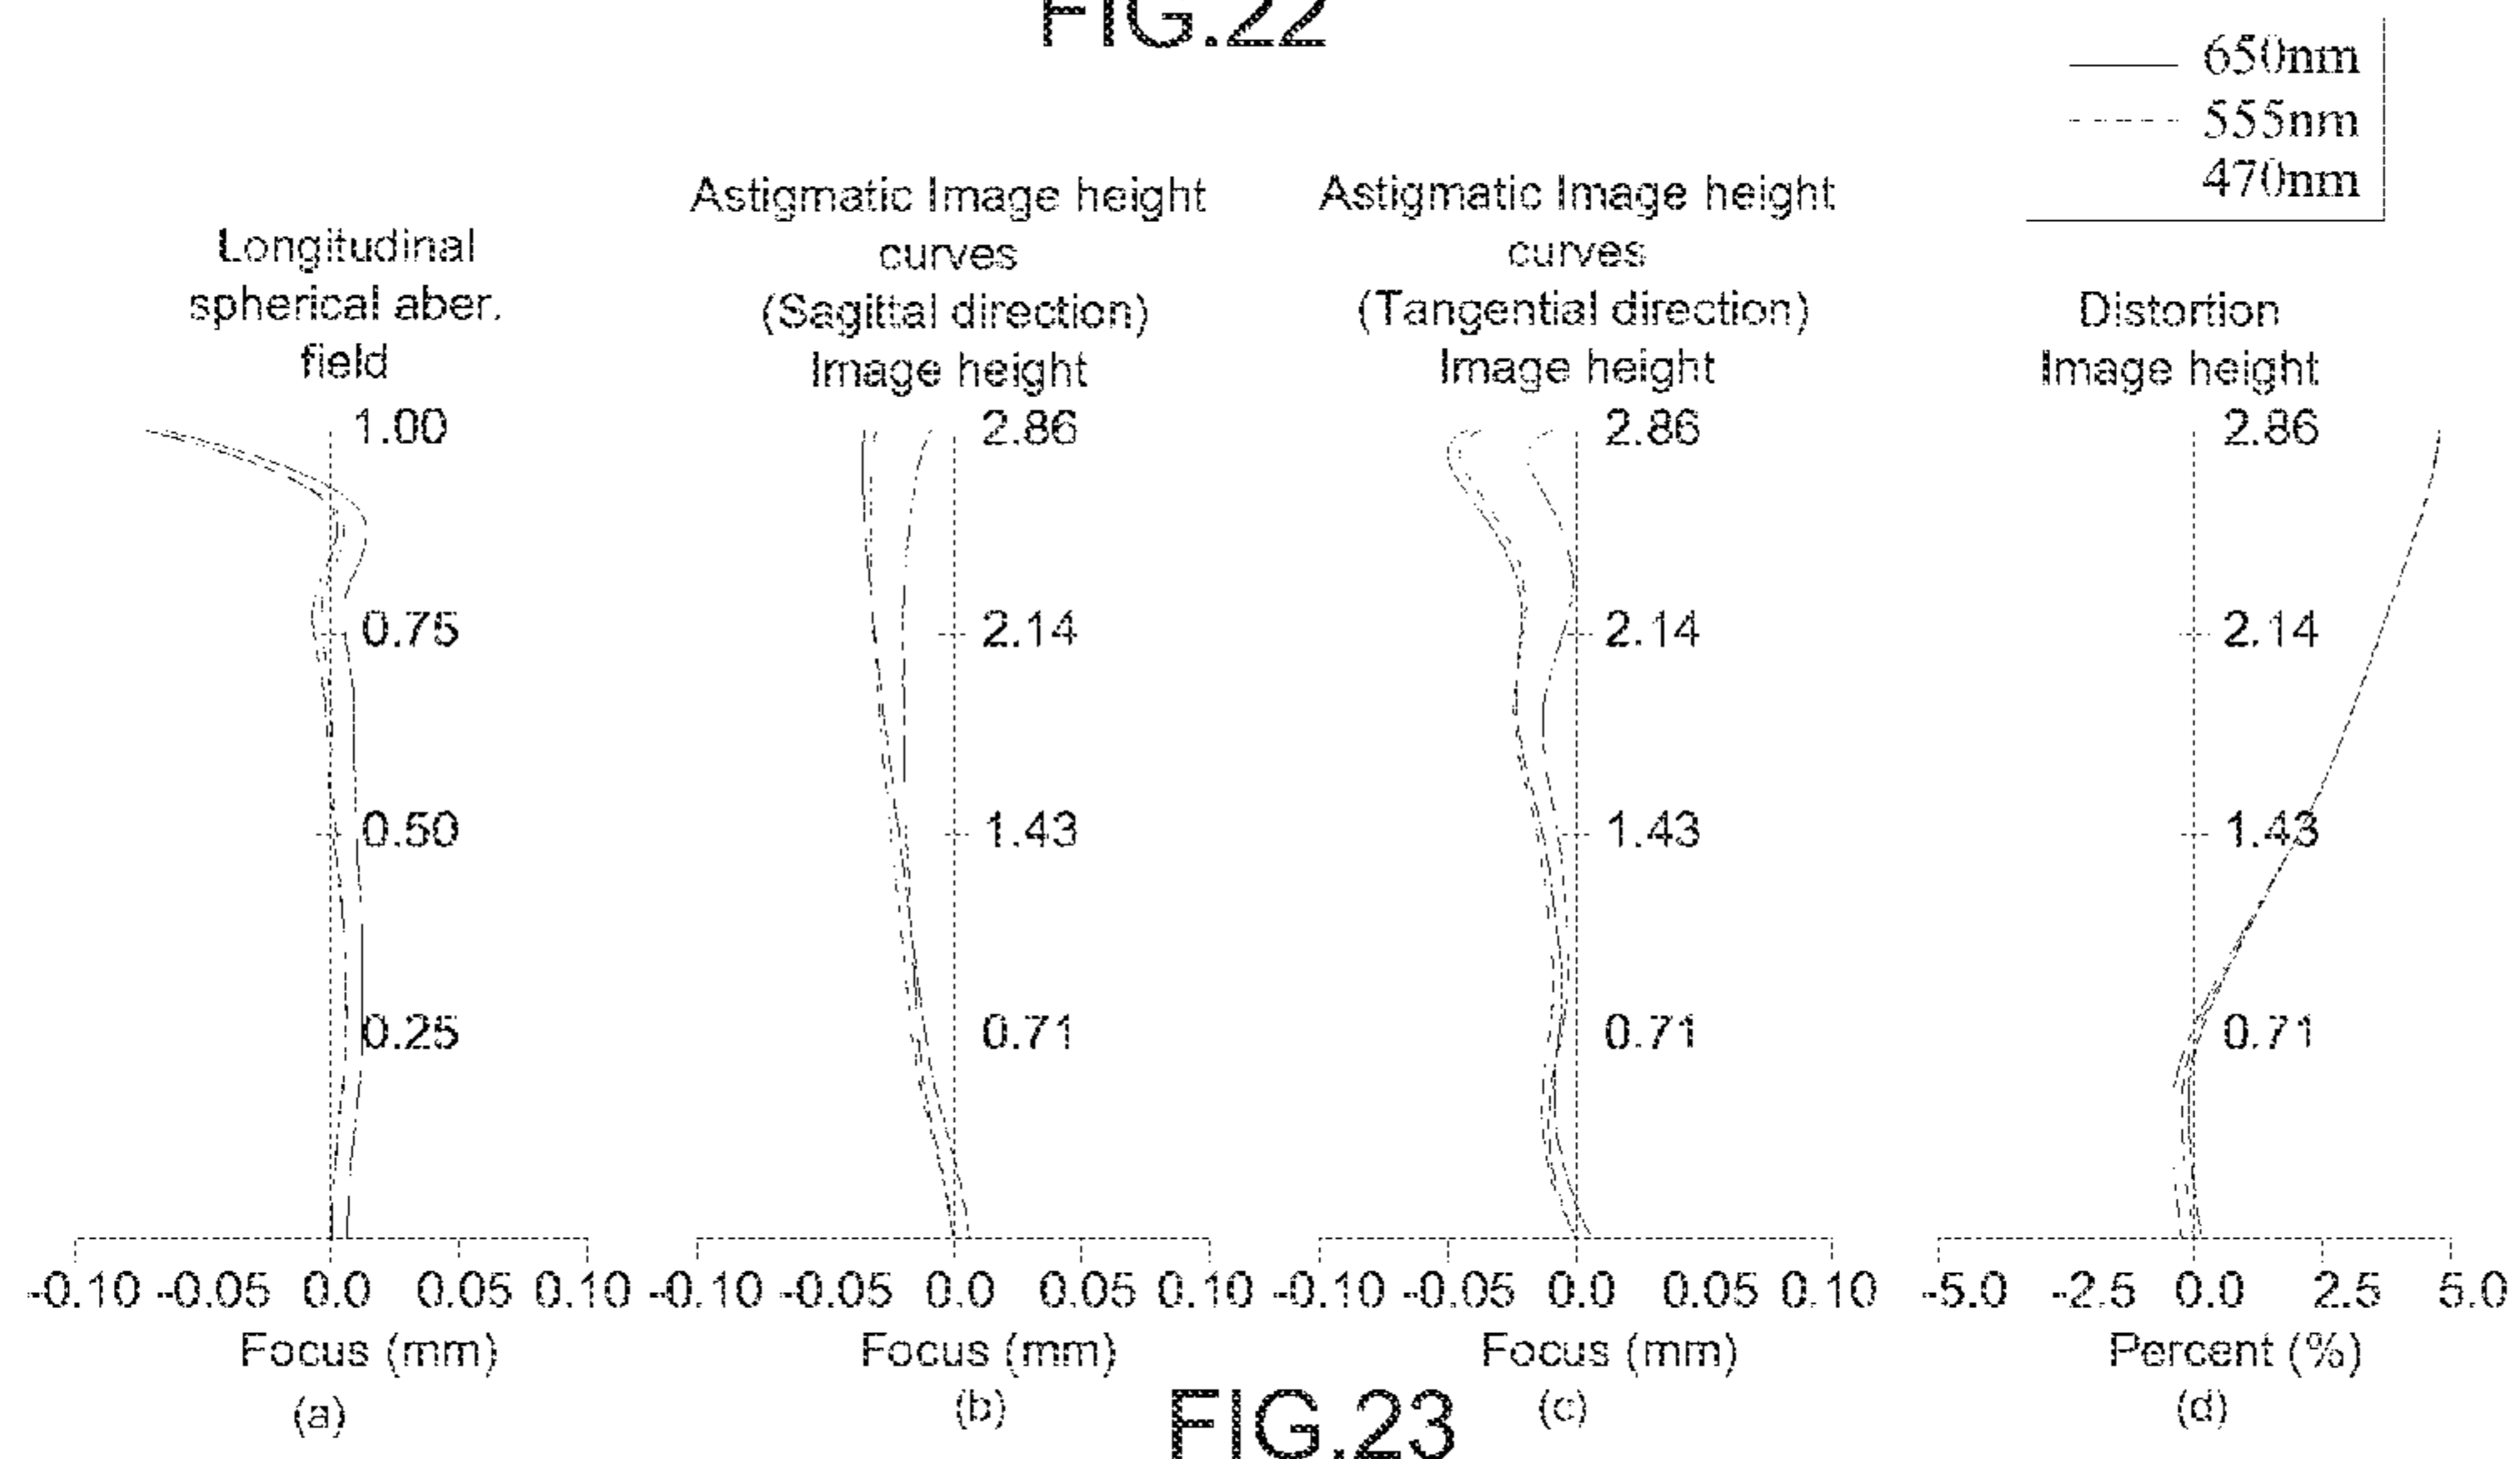 FIG.22
650nm
555nm
470nm
Longitudinal
spherical aber.
field
1.00
0.75
0.50
0.25
-0.10 -0.05 0.0 0.05 0.10
Focus (mm)
(a)
Astigmatic Image height
curves
(Sagittal direction)
Image height
2.86
2.14
1.43
0.71
-0.10 -0.05 0.0 0.05 0.10
Focus (mm)
(b)
Astigmatic Image height
curves
(Tangential direction)
Image height
2.86
2.14
1.43
0.71
-0.10 -0.05 0.0 0.05 0.10
Focus (mm)
(c)
Distortion
Image height
2.86
2.14
1.43
0.71
-5.0 -2.5 0.0 2.5 5.0
Percent (%)
(d)
FIG.23